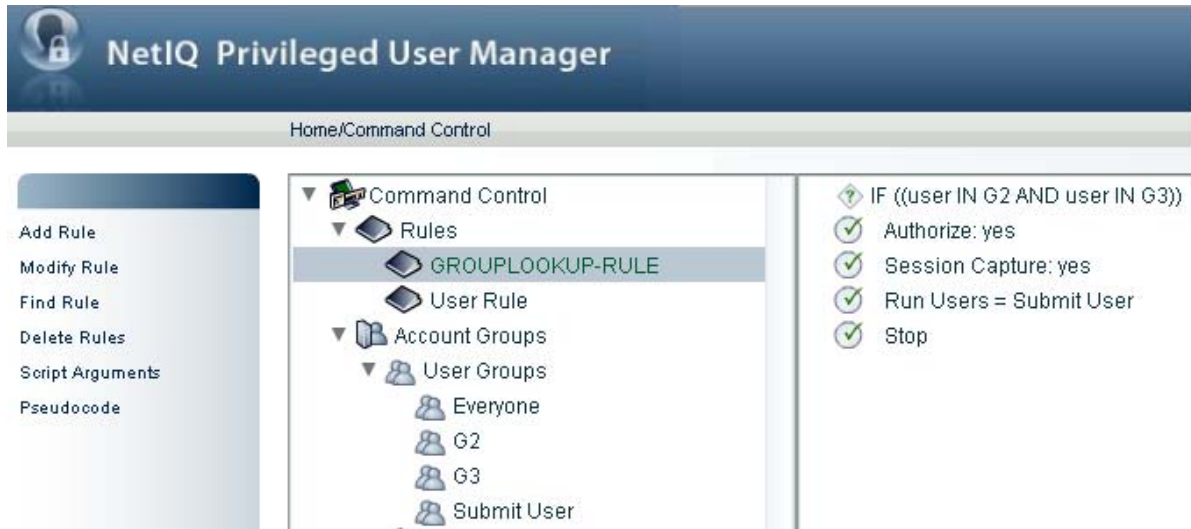 NetIQ Privileged User Manager
Home/Command Control
Add Rule
Modify Rule
Find Rule
Delete Rules
Script Arguments
Pseudocode
Command Control
Rules
GROUPLOOKUP-RULE
User Rule
Account Groups
User Groups
Everyone
G2
G3
Submit User
IF ((user IN G2 AND user IN G3))
Authorize: yes
Session Capture: yes
Run Users = Submit User
Stop